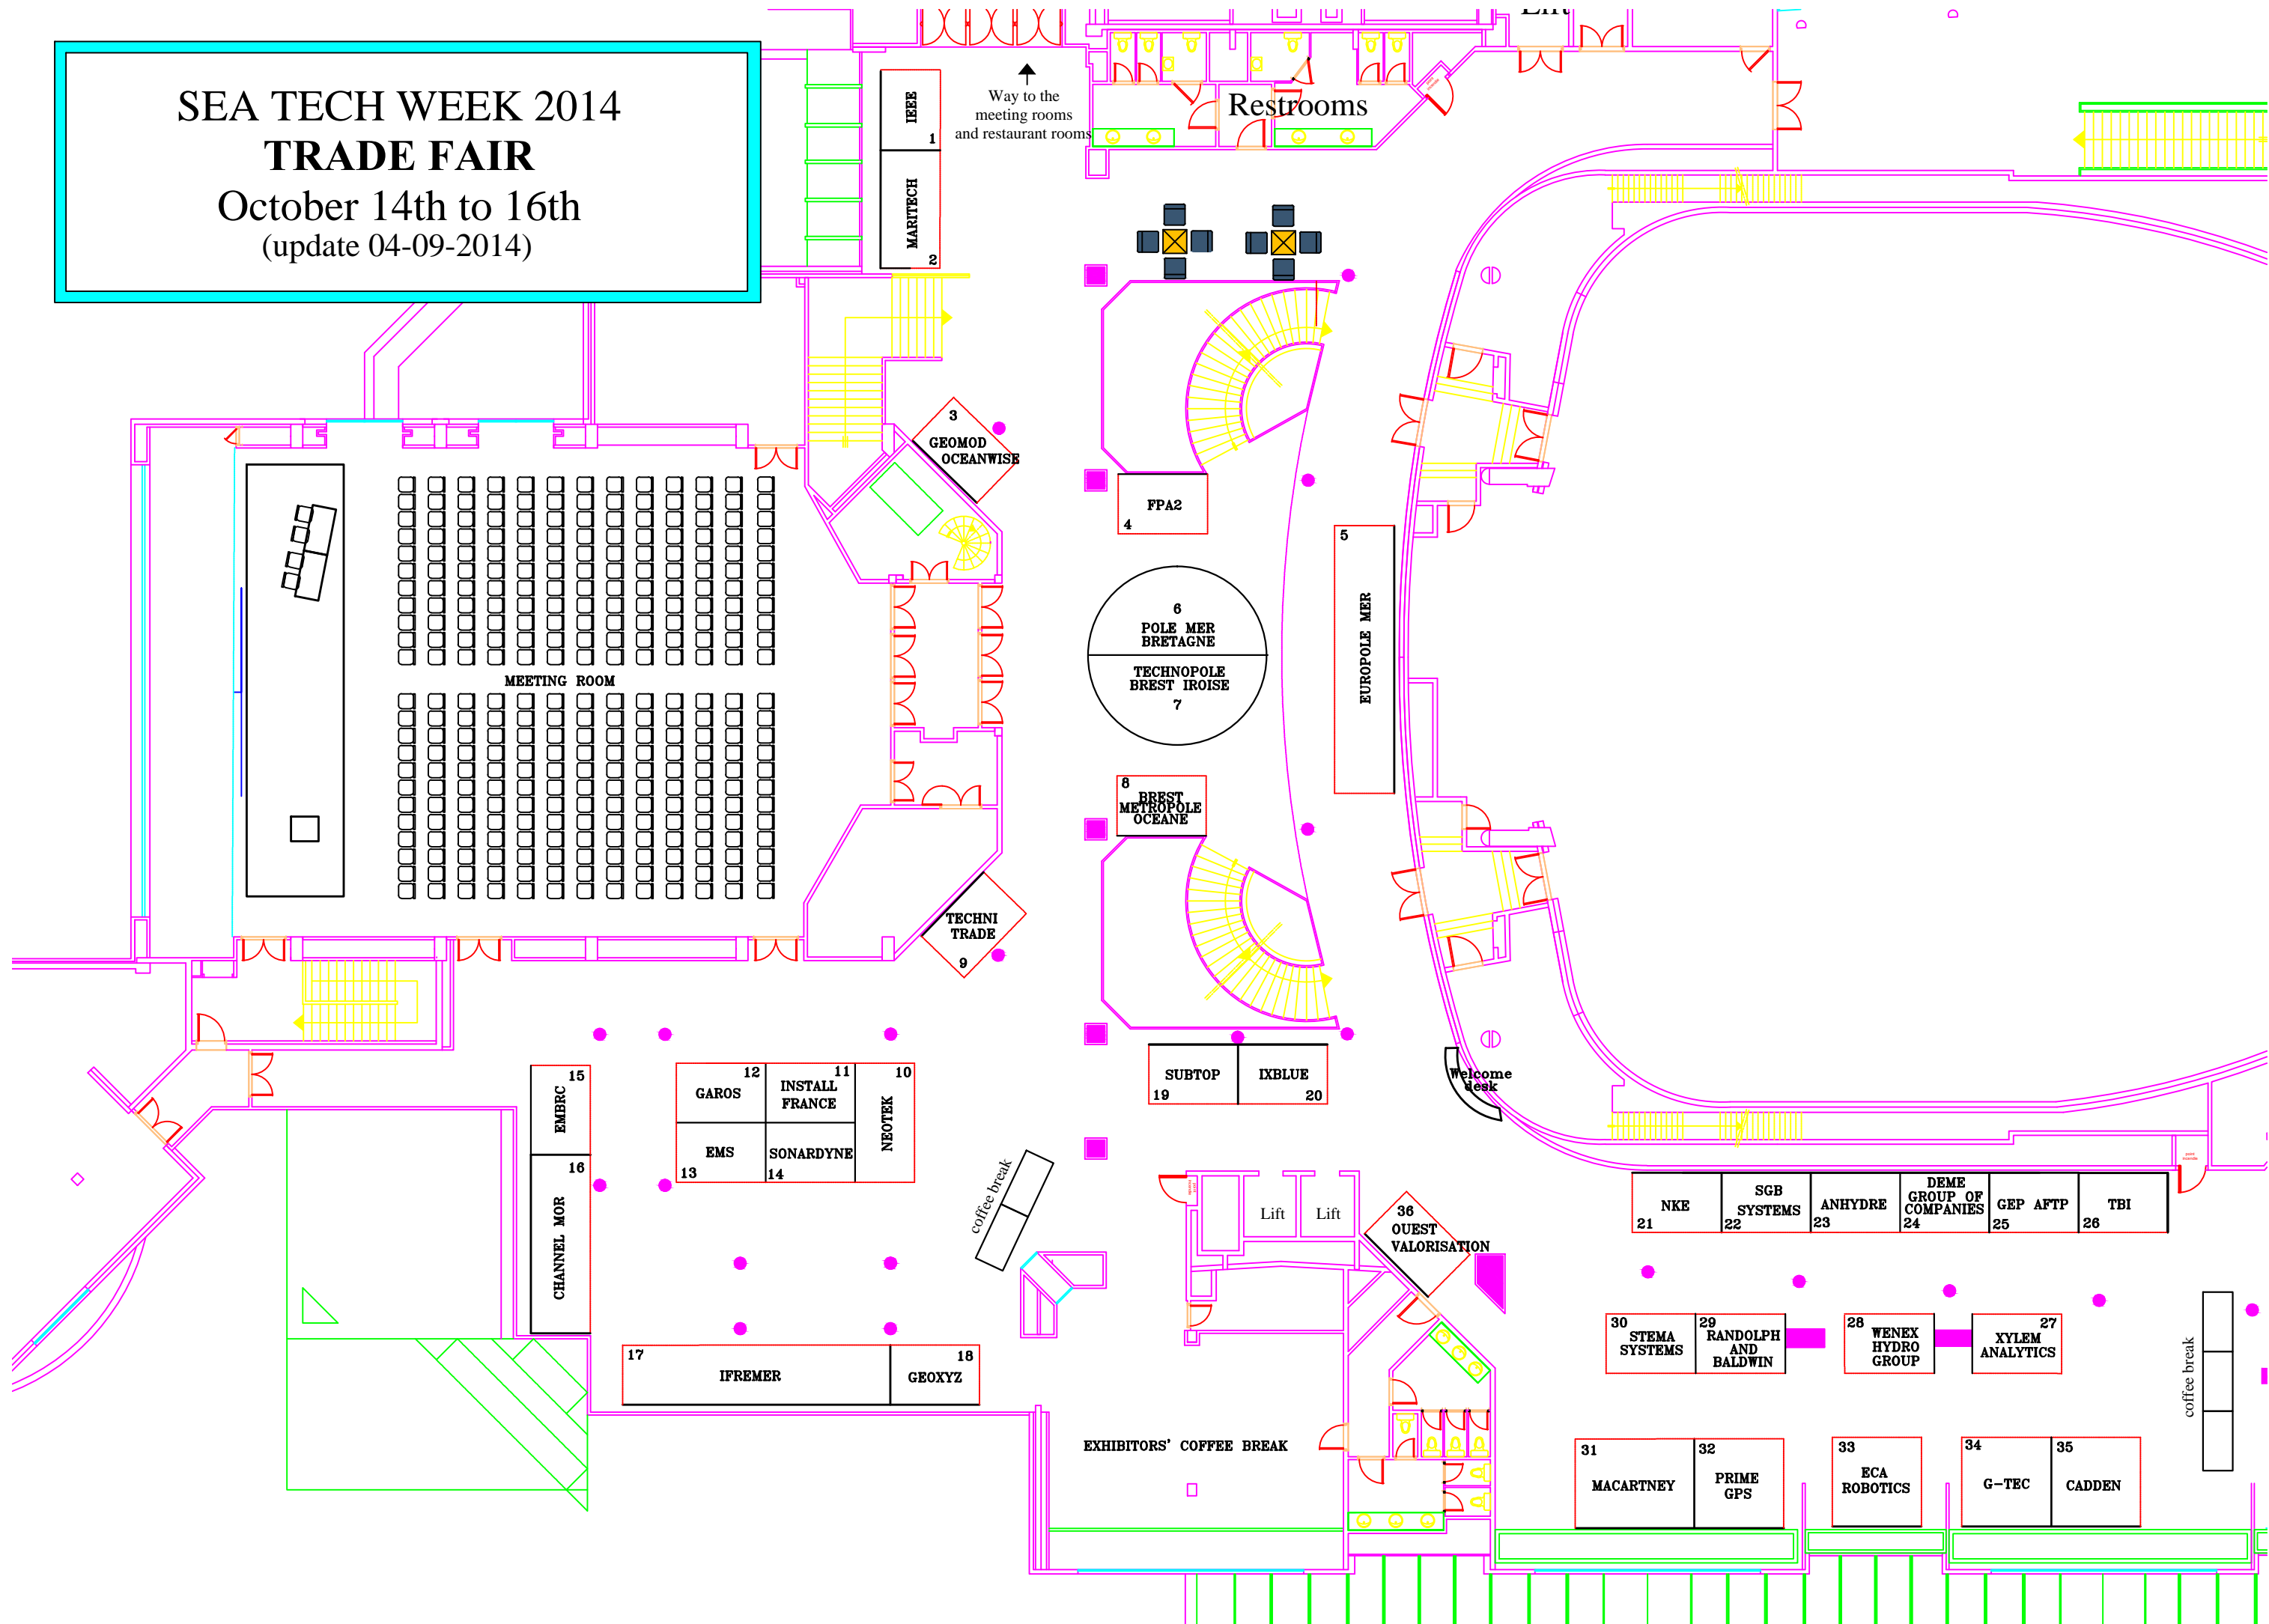 Lift
SEA TECH WEEK 2014
TRADE FAIR
October 14th to 16th
(update 04-09-2014)
IEEE
1
MARITECH
2
Way to the
meeting rooms
and restaurant rooms
Restrooms
3
GEOMOD
OCEANWISE
FPA2
4
5
EUROPOLE MER
6
POLE MER
BRETAGNE
TECHNOPOLE
BREST IROISE
7
MEETING ROOM
8
BREST
METROPOLE
OCEANE
TECHNI
TRADE
9
15
EMBRC
16
CHANNEL MOR
12
GAROS
11
INSTALL
FRANCE
10
NEOTEK
EMS
13
SONARDYNE
14
SUBTOP
19
IXBLUE
20
Welcome
desk
coffee break
Lift
Lift
36
OUEST
VALORISATION
NKE
21
SGB
SYSTEMS
22
ANHYDRE
23
DEME
GROUP OF
COMPANIES
24
GEP AFTP
25
TBI
26
17
IFREMER
18
GEOXYZ
30
STEMA
SYSTEMS
29
RANDOLPH
AND
BALDWIN
28
WENEX
HYDRO
GROUP
27
XYLEM
ANALYTICS
coffee break
EXHIBITORS' COFFEE BREAK
31
MACARTNEY
32
PRIME
GPS
33
ECA
ROBOTICS
34
G-TEC
35
CADDEN